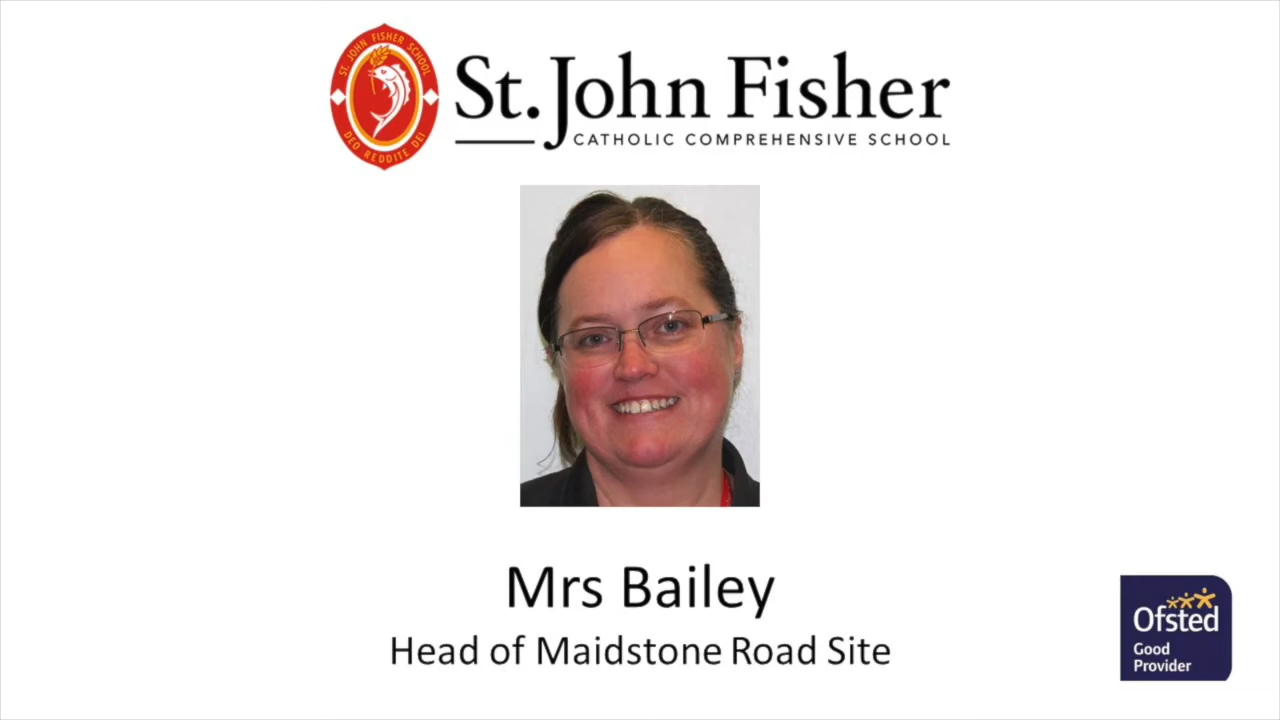 ST. JOHN FISHER SCHOOL
DEO REDDITE DEI
St. John Fisher
CATHOLIC COMPREHENSIVE SCHOOL
Mrs Bailey
Head of Maidstone Road Site
Ofsted
Good
Provider